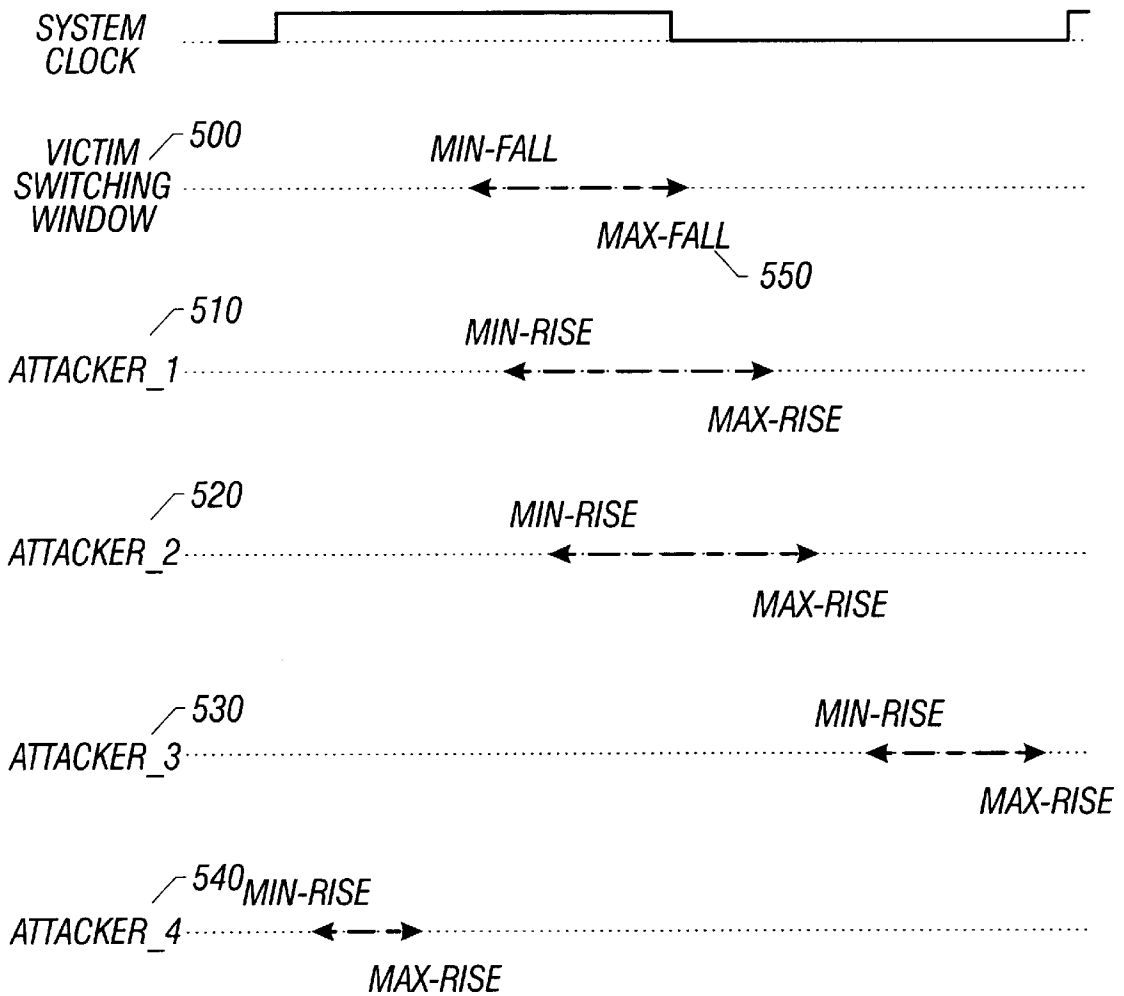 SYSTEM
CLOCK
VICTIM
SWITCHING
WINDOW
500
MIN-FALL
MAX-FALL
550
510
ATTACKER_1
MIN-RISE
MAX-RISE
520
ATTACKER_2
MIN-RISE
MAX-RISE
530
ATTACKER_3
MIN-RISE
MAX-RISE
540
ATTACKER_4
MIN-RISE
MAX-RISE